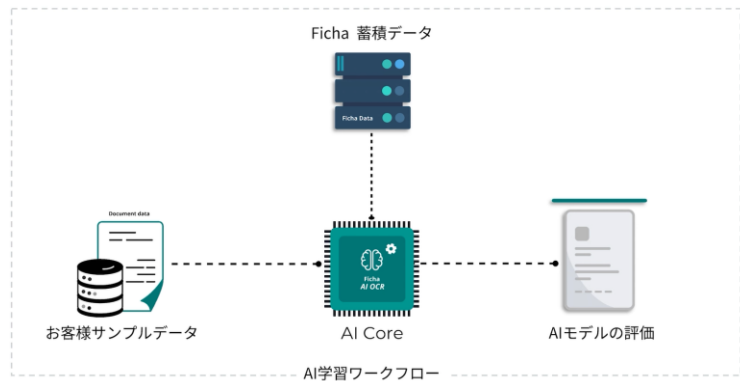 Ficha 蓄積データ
Ficha Data
Document data
Ficha
AI OCR
お客様サンプルデータ
AI Core
AIモデルの評価
AI学習ワークフロー